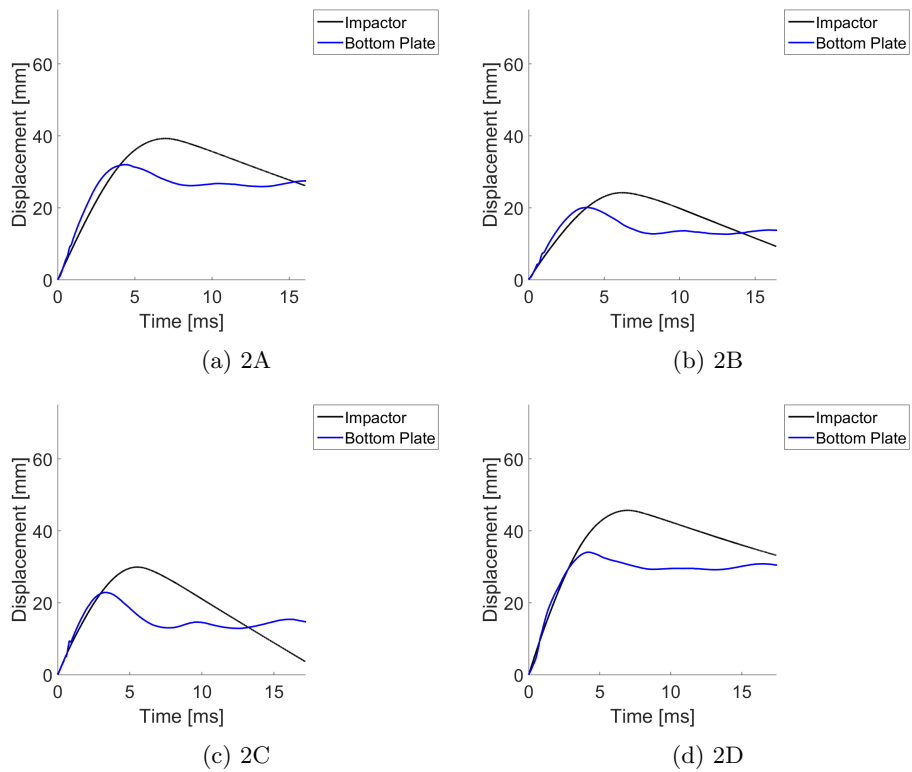 Impactor
Bottom Plate
Displacement [mm]
60
40
20
0
0 5 10 15
Time [ms]
(a) 2A
Impactor
Bottom Plate
Displacement [mm]
60
40
20
0
0 5 10 15
Time [ms]
(b) 2B
Impactor
Bottom Plate
Displacement [mm]
60
40
20
0
0 5 10 15
Time [ms]
(c) 2C
Impactor
Bottom Plate
Displacement [mm]
60
40
20
0
0 5 10 15
Time [ms]
(d) 2D